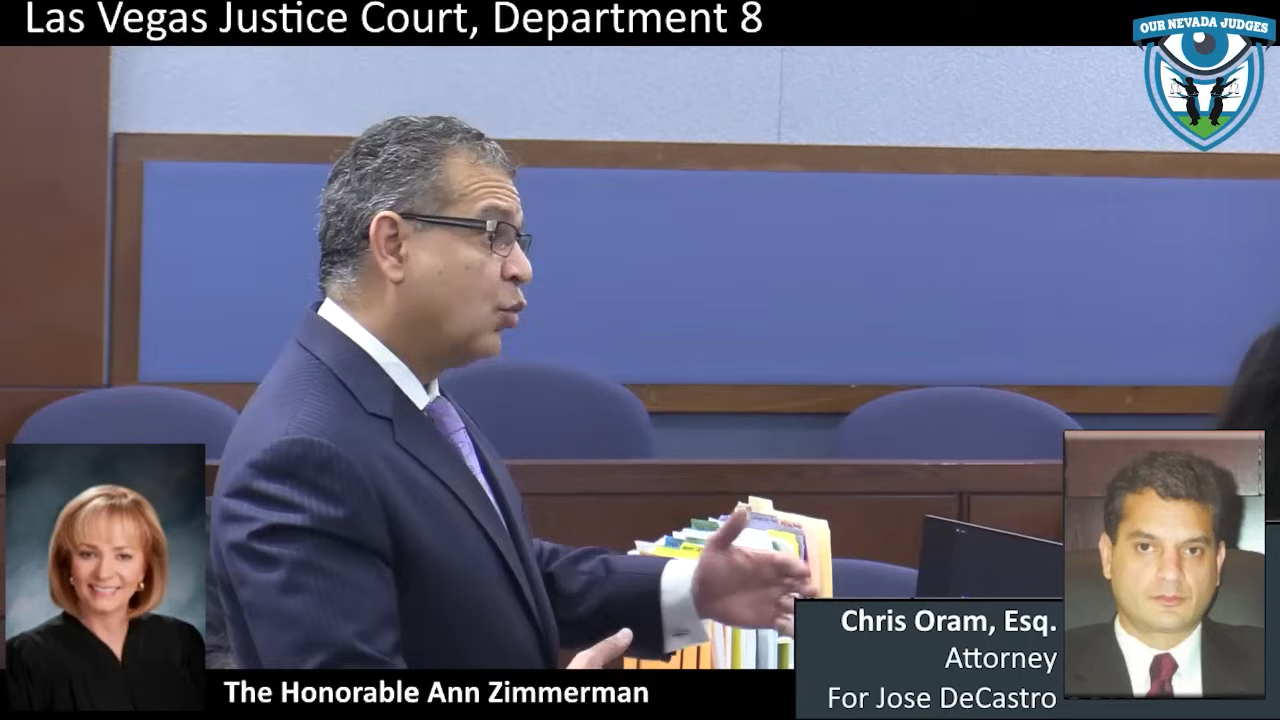 Las Vegas Justice Court, Department 8
OUR NEVADA JUDGES
Chris Oram, Esq.
Attorney
For Jose DeCastro
The Honorable Ann Zimmerman